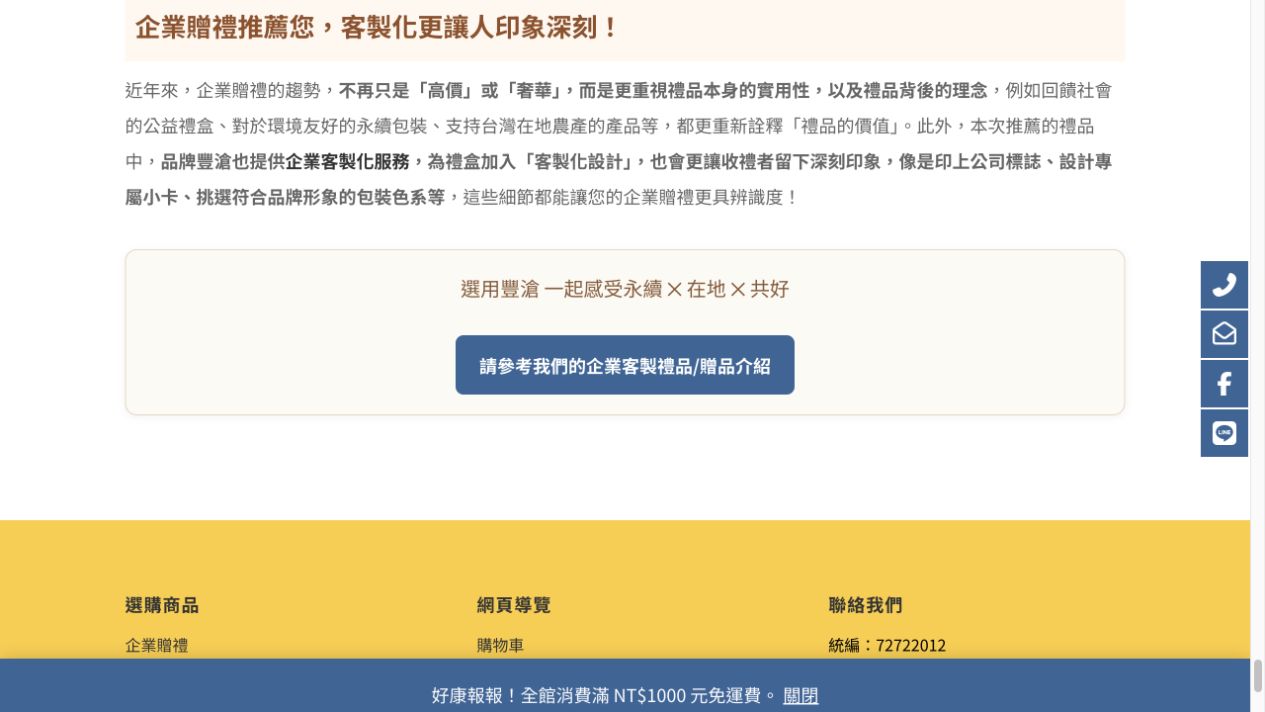 企業贈禮推薦您，客製化更讓人印象深刻！
近年來，企業贈禮的趨勢，不再只是「高價」或「奢華」，而是更重視禮品本身的實用性，以及禮品背後的理念，例如回饋社會
的公益禮盒、對於環境友好的永續包裝、支持台灣在地農產的產品等，都更重新詮釋「禮品的價值」。此外，本次推薦的禮品
中，品牌豐滄也提供企業客製化服務，為禮盒加入「客製化設計」，也會更讓收禮者留下深刻印象，像是印上公司標誌、設計專
屬小卡、挑選符合品牌形象的包裝色系等，這些細節都能讓您的企業贈禮更具辨識度！
選用豐滄 一起感受永續 × 在地 × 共好
請參考我們的企業客製禮品/贈品介紹
LINE
選購商品
網頁導覽
聯絡我們
企業贈禮
購物車
統編：72722012
好康報報！全館消費滿 NT$1000 元免運費。 關閉